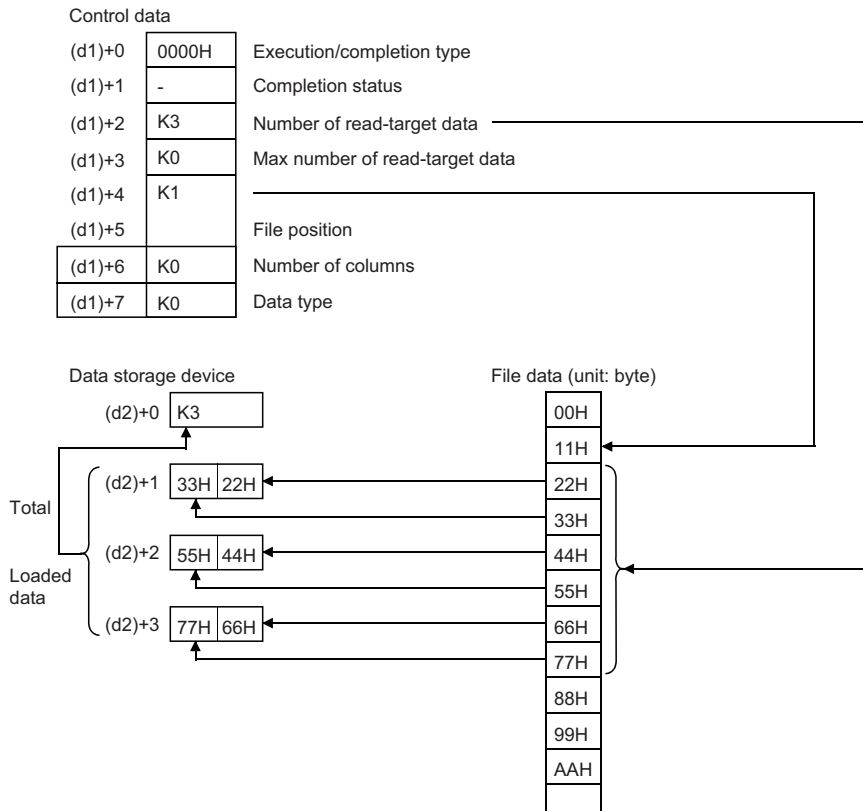 Control data
(d1)+0 0000H Execution/completion type
(d1)+1 - Completion status
(d1)+2 K3 Number of read-target data
(d1)+3 K0 Max number of read-target data
(d1)+4 K1
(d1)+5 File position
(d1)+6 K0 Number of columns
(d1)+7 K0 Data type
Data storage device
File data (unit: byte)
(d2)+0 K3
00H
11H
(d2)+1 33H 22H
22H
Total
33H
(d2)+2 55H 44H
44H
Loaded
data
55H
(d2)+3 77H 66H
66H
77H
88H
99H
AAH